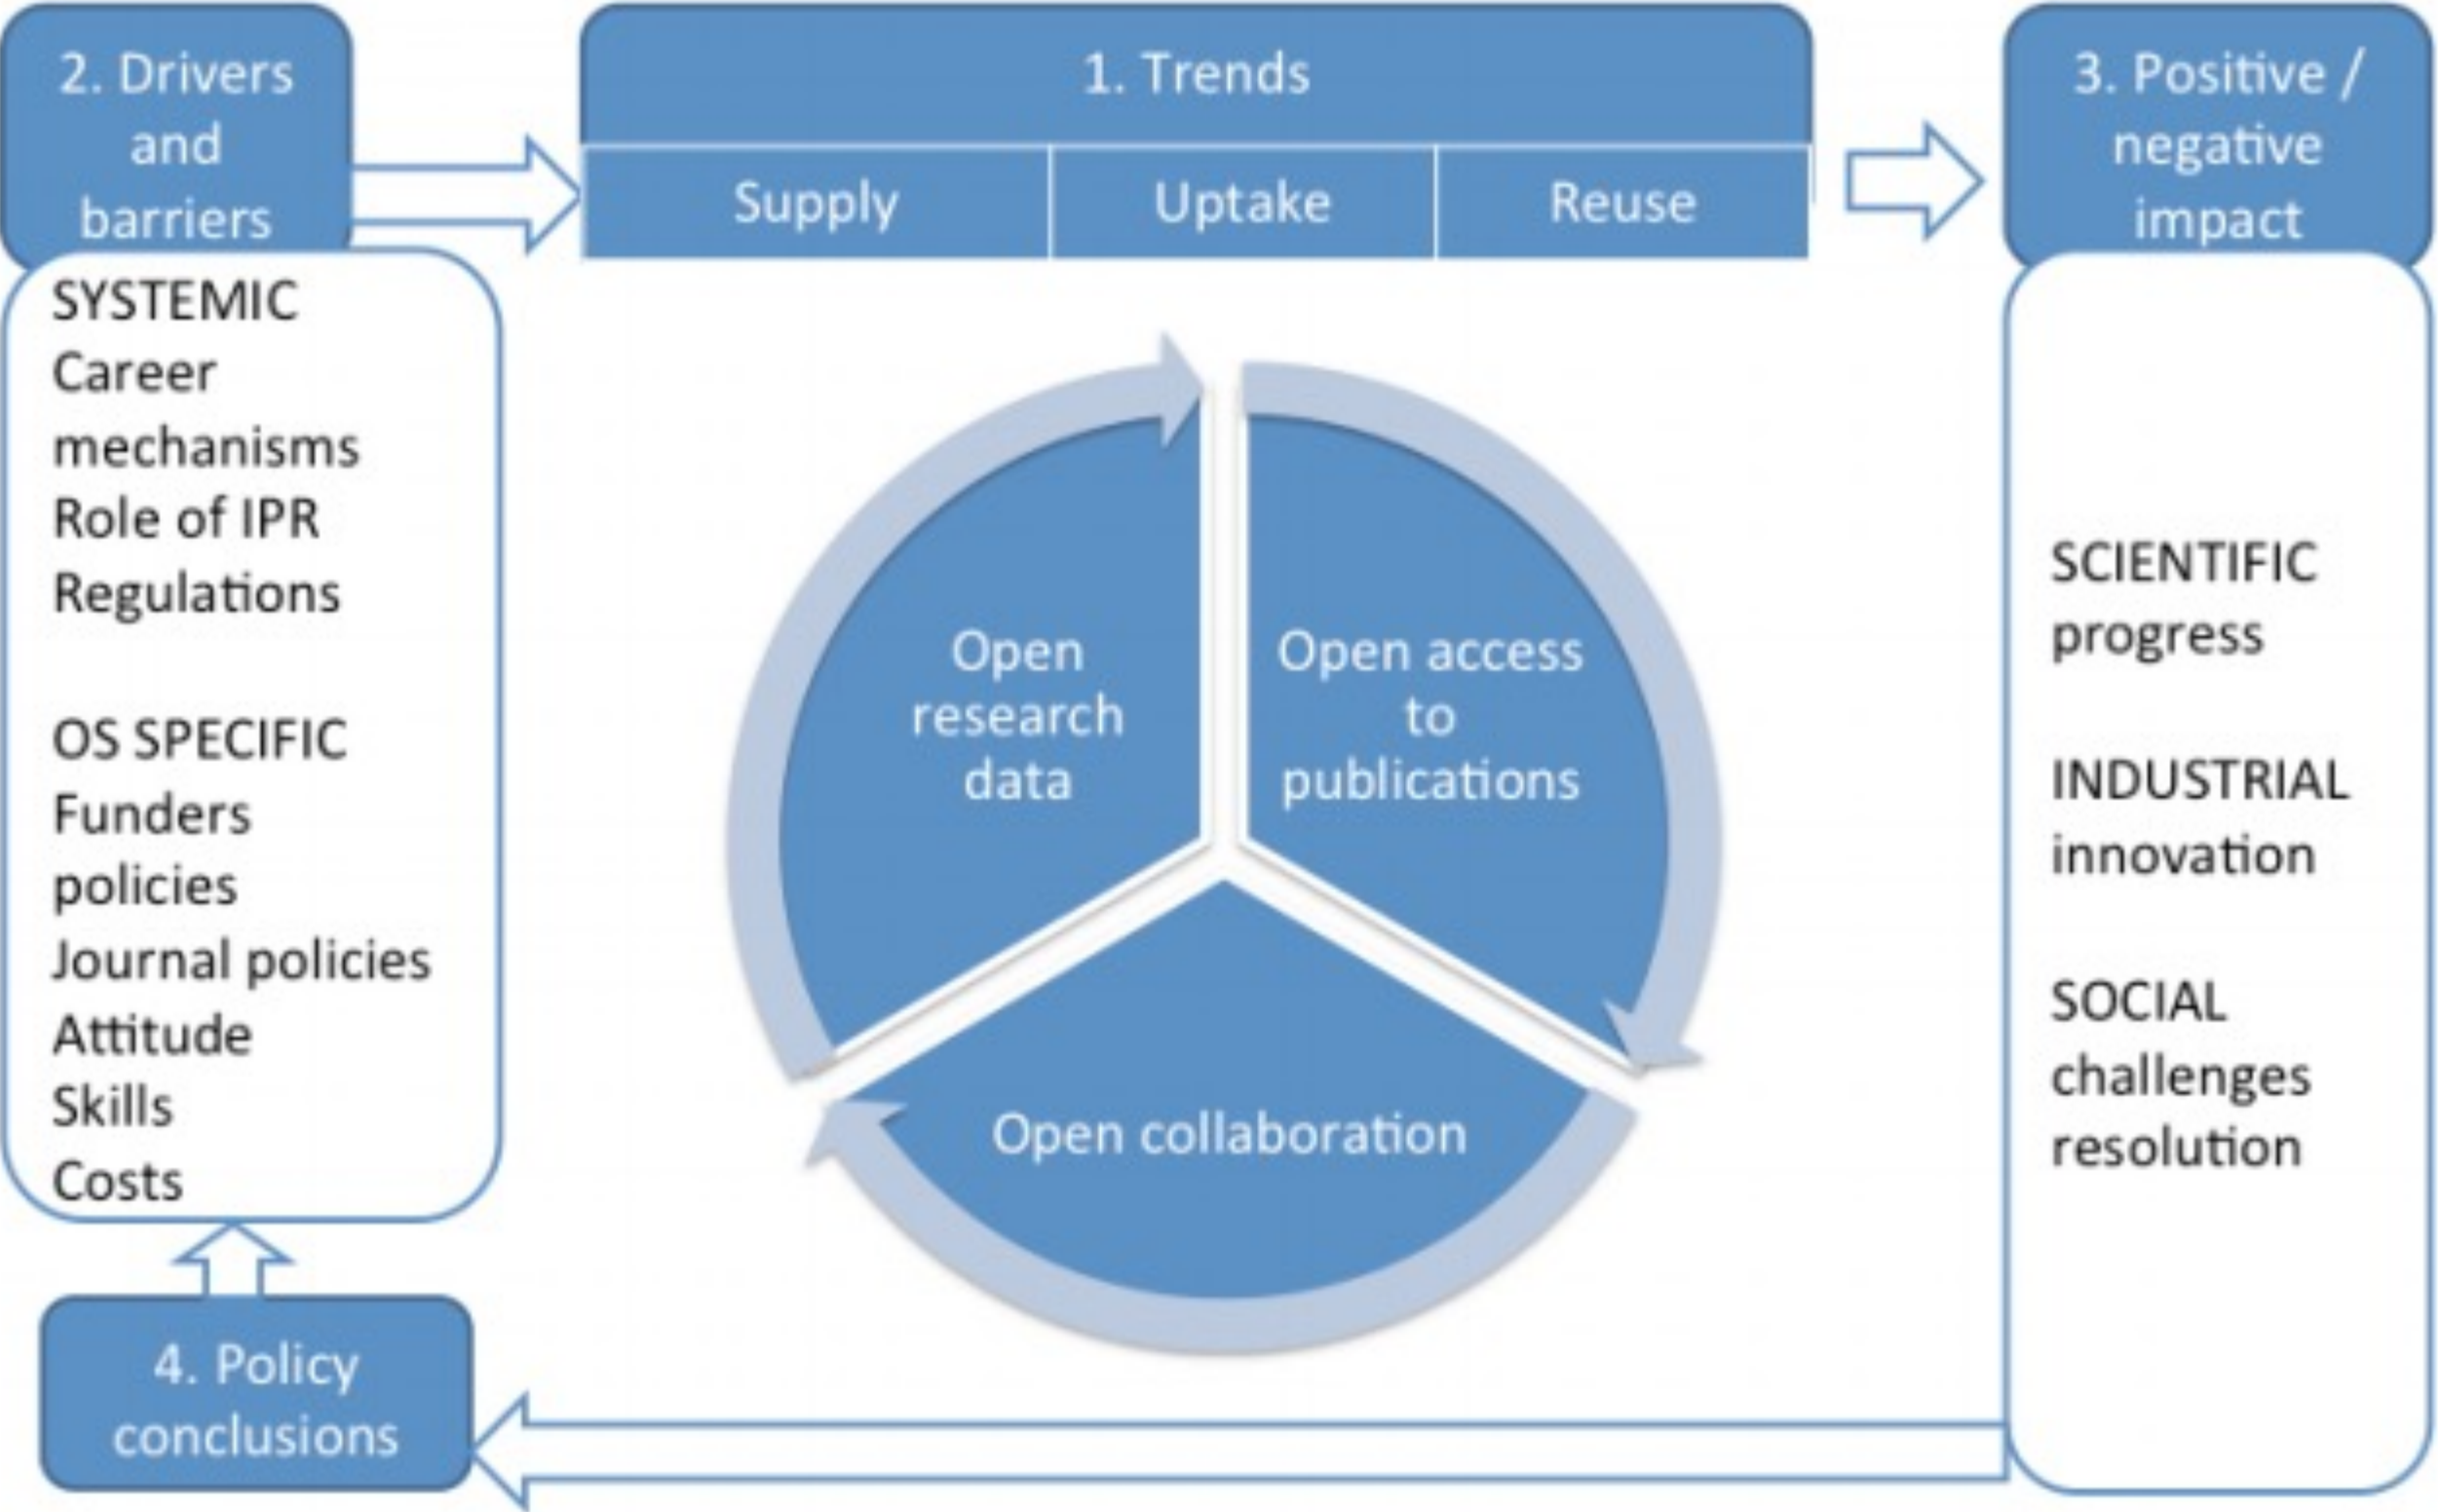 2. Drivers
and
barriers
SYSTEMIC
Career
mechanisms
Role of IPR
Regulations
OS SPECIFIC
Funders
policies
Journal policies
Attitude
Skills
Costs
1. Trends
Supply
Uptake
Reuse
Open
research
data
Open access
to
publications
Open collaboration
3. Positive /
negative
impact
SCIENTIFIC
progress
INDUSTRIAL
innovation
SOCIAL
challenges
resolution
4. Policy
conclusions